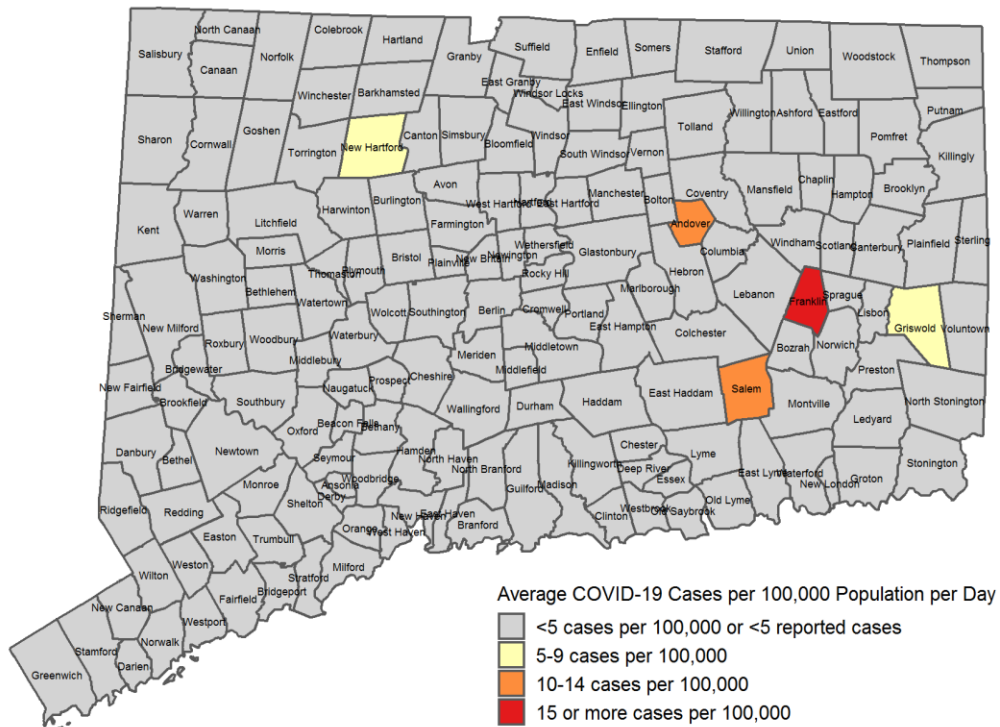 Salisbury
North Canaan
Canaan
Norfolk
Colebrook
Hartland
Granby
Suffield
Enfield
Somers
Stafford
Union
Woodstock
Thompson
East Granby
Windsor Locks
Winchester
Barkhamsted
East Windsor
Ellington
Willington
Ashford
Eastford
Putnam
Sharon
Cornwall
Goshen
Torrington
New Hartford
Canton
Simsbury
Bloomfield
Windsor
South Windsor
Vernon
Tolland
Pomfret
Killingly
Kent
Warren
Litchfield
Harwinton
Burlington
Avon
Farmington
West Hartford
Hartford
East Hartford
Manchester
Bolton
Coventry
Andover
Mansfield
Chaplin
Hampton
Brooklyn
Morris
Washington
Bethlehem
Thomaston
Plymouth
Watertown
Bristol
Plainville
New Britain
Newington
Wethersfield
Rocky Hill
Glastonbury
Hebron
Columbia
Windham
Scotland
Canterbury
Plainfield
Sterling
Sherman
New Milford
Roxbury
Woodbury
Bridgewater
Waterbury
Middlebury
Wolcott
Southington
Berlin
Cromwell
Portland
Marlborough
East Hampton
Colchester
Lebanon
Franklin
Sprague
Lisbon
Griswold
Voluntown
Bozrah
Norwich
Preston
New Fairfield
Brookfield
Southbury
Naugatuck
Prospect
Cheshire
Meriden
Middletown
Middlefield
Wallingford
Durham
Haddam
East Haddam
Salem
Montville
Ledyard
North Stonington
Danbury
Bethel
Newtown
Oxford
Beacon Falls
Bethany
Seymour
Hamden
North Haven
North Branford
Guilford
Madison
Killingworth
Chester
Deep River
Essex
Lyme
East Lyme
Waterford
New London
Groton
Stonington
Ridgefield
Redding
Monroe
Shelton
Ansonia
Derby
Woodbridge
Orange
New Haven
West Haven
East Haven
Branford
Clinton
Westbrook
Old Saybrook
Old Lyme
Easton
Trumbull
Stratford
Milford
Wilton
Weston
Fairfield
Bridgeport
New Canaan
Norwalk
Westport
Greenwich
Stamford
Darien
Average COVID-19 Cases per 100,000 Population per Day
<5 cases per 100,000 or <5 reported cases
5-9 cases per 100,000
10-14 cases per 100,000
15 or more cases per 100,000